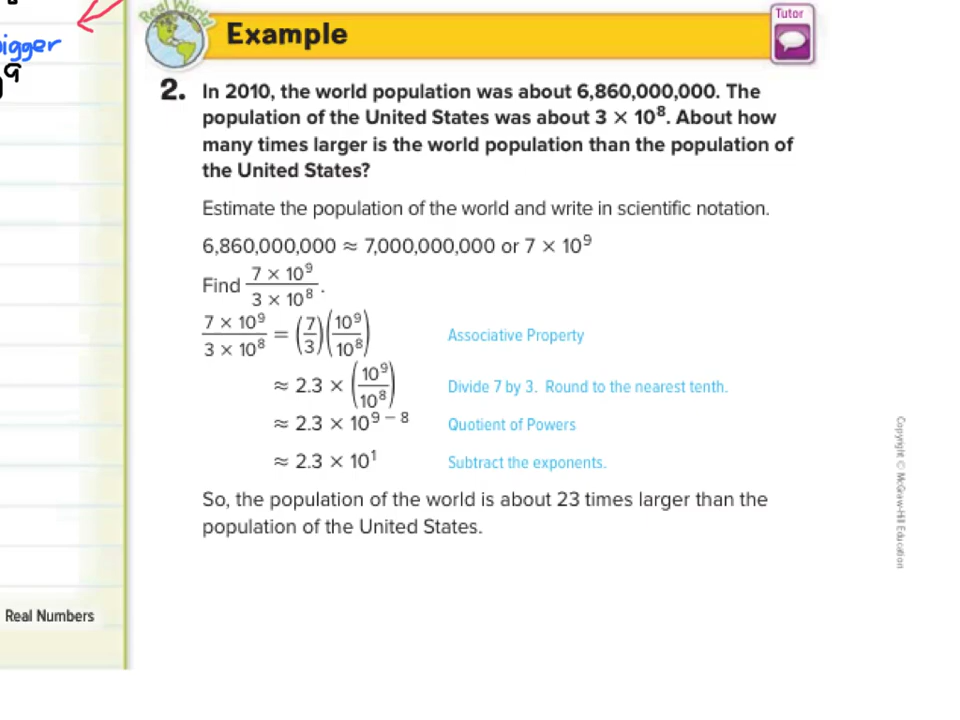 bigger
Real World
Example
Tutor
2. In 2010, the world population was about 6,860,000,000. The
population of the United States was about 3 × 10⁸. About how
many times larger is the world population than the population of
the United States?
Estimate the population of the world and write in scientific notation.
6,860,000,000 ≈ 7,000,000,000 or 7 × 10⁹
Find (7 × 10⁹)/(3 × 10⁸).
(7 × 10⁹)/(3 × 10⁸) = (7/3)(10⁹/10⁸) Associative Property
≈ 2.3 × (10⁹/10⁸) Divide 7 by 3. Round to the nearest tenth.
≈ 2.3 × 10⁹⁻⁸ Quotient of Powers
≈ 2.3 × 10¹ Subtract the exponents.
So, the population of the world is about 23 times larger than the
population of the United States.
Real Numbers
Copyright © McGraw-Hill Education